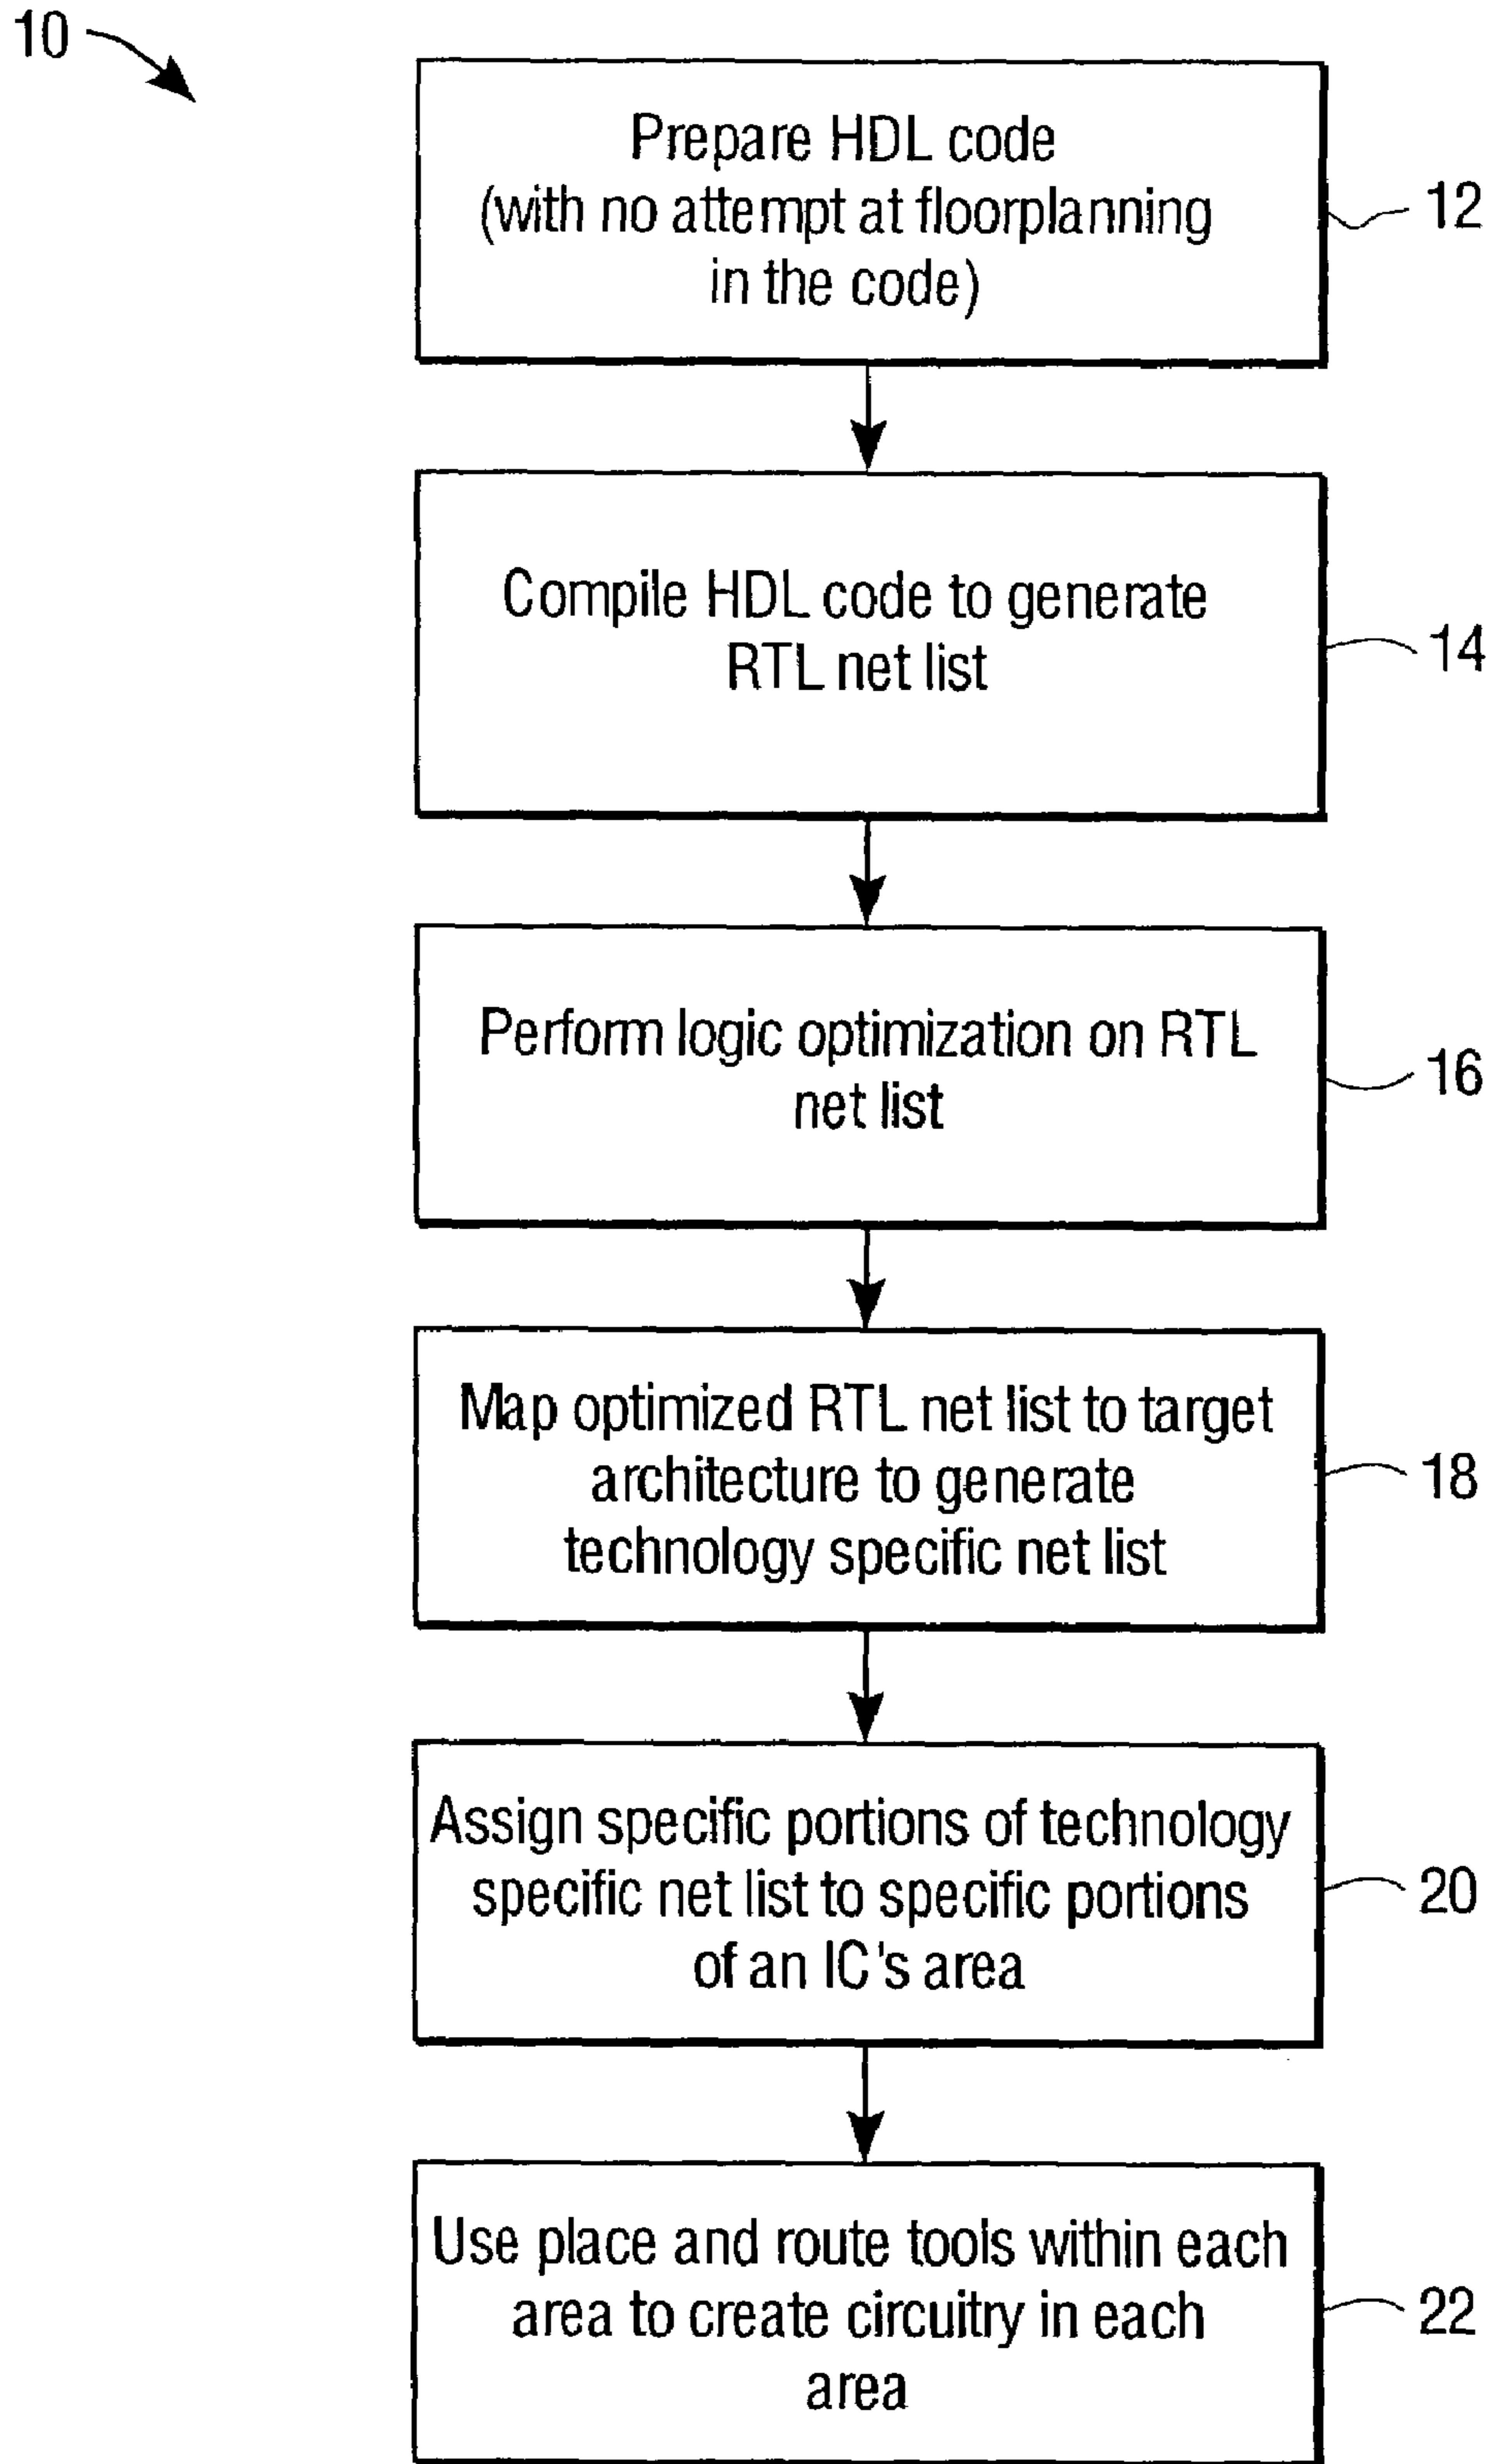 10
Prepare HDL code
(with no attempt at floorplanning
in the code)
12
Compile HDL code to generate
RTL net list
14
Perform logic optimization on RTL
net list
16
Map optimized RTL net list to target
architecture to generate
technology specific net list
18
Assign specific portions of technology
specific net list to specific portions
of an IC's area
20
Use place and route tools within each
area to create circuitry in each
area
22